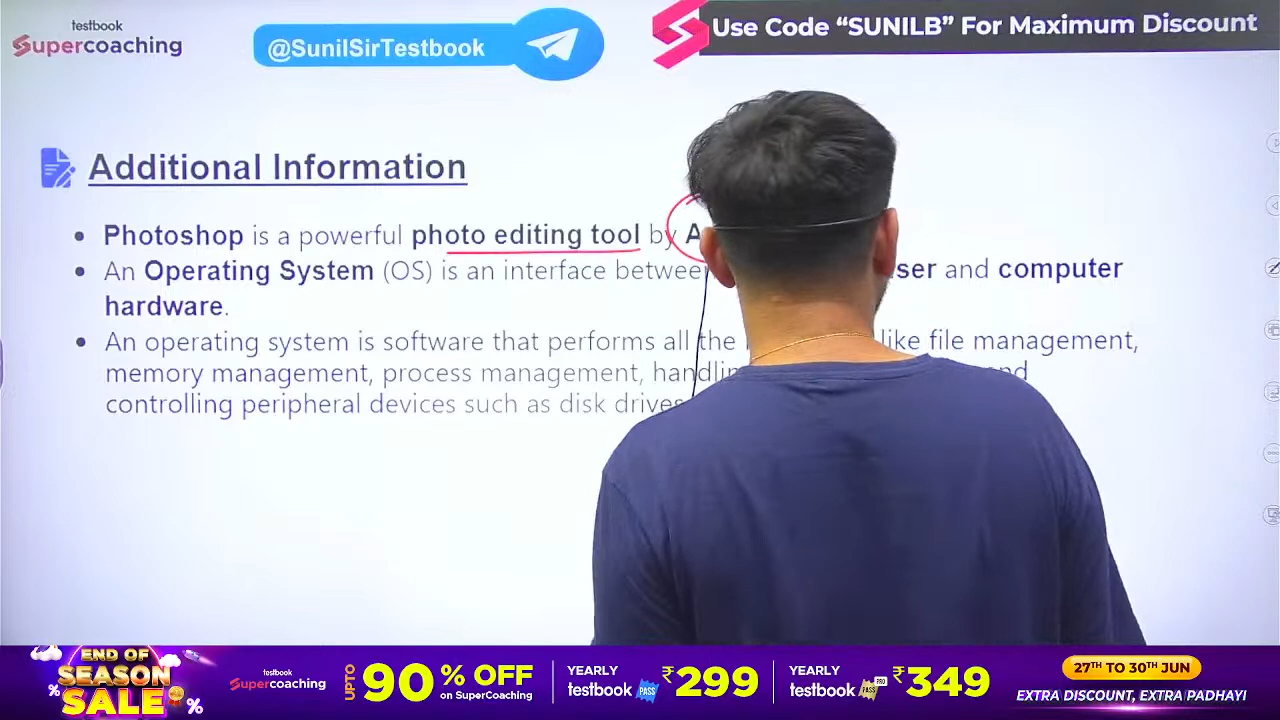 testbook
Supercoaching
@SunilSirTestbook
Use Code “SUNILB” For Maximum Discount
Additional Information
• Photoshop is a powerful photo editing tool by
• An Operating System (OS) is an interface between and computer
hardware.
• An operating system is software that performs all the like file management,
memory management, process management,
controlling peripheral devices such as disk drives
END OF
SEASON
SALE
testbook
Supercoaching
UPTO 90% OFF
on SuperCoaching
YEARLY
testbook PASS ₹299
YEARLY
testbook PASS PRO ₹349
27TH TO 30TH JUN
EXTRA DISCOUNT, EXTRA PADHAYI